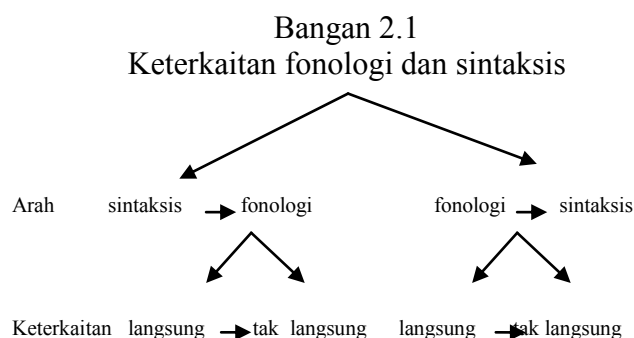 Bangan 2.1
Keterkaitan fonologi dan sintaksis
Arah sintaksis fonologi fonologi sintaksis
Keterkaitan langsung tak langsung langsung tak langsung